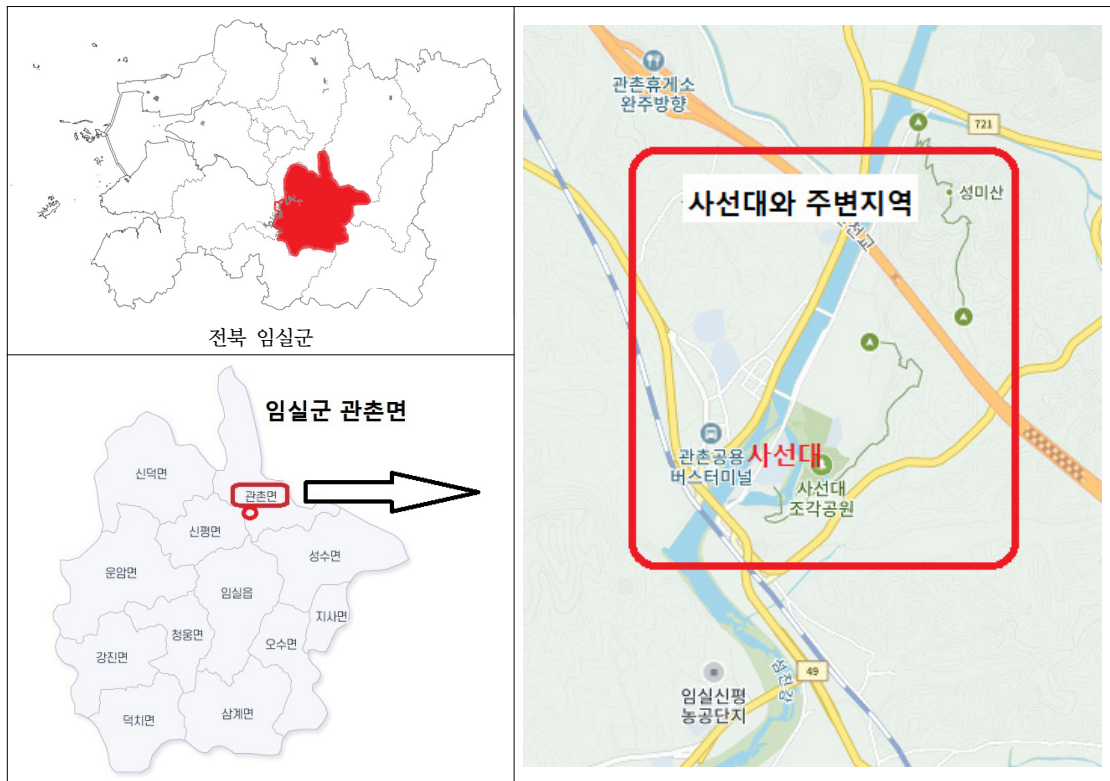 전북 임실군
임실군 관촌면
신덕면
관촌면
신평면
성수면
운암면
임실읍
지사면
청웅면
오수면
강진면
삼계면
덕치면
관촌휴게소
완주방향
721
성미산
사선대와 주변지역
천교
관촌공용
버스터미널
사선대
사선대
조각공원
섬진강
49
임실신평
농공단지